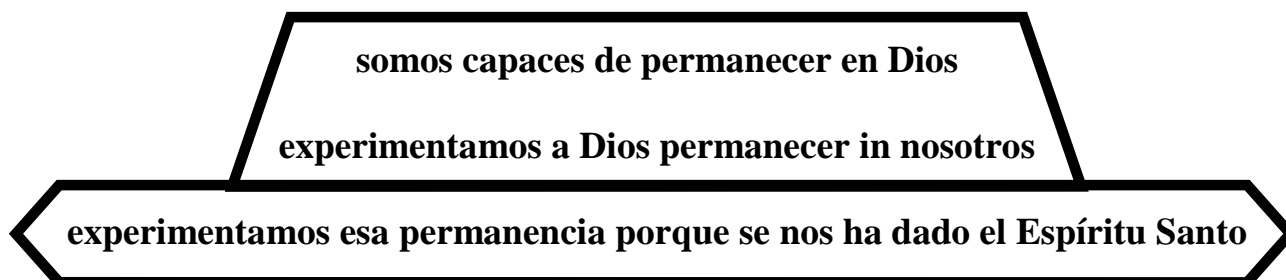 somos capaces de permanecer en Dios
experimentamos a Dios permanecer in nosotros
experimentamos esa permanencia porque se nos ha dado el Espíritu Santo